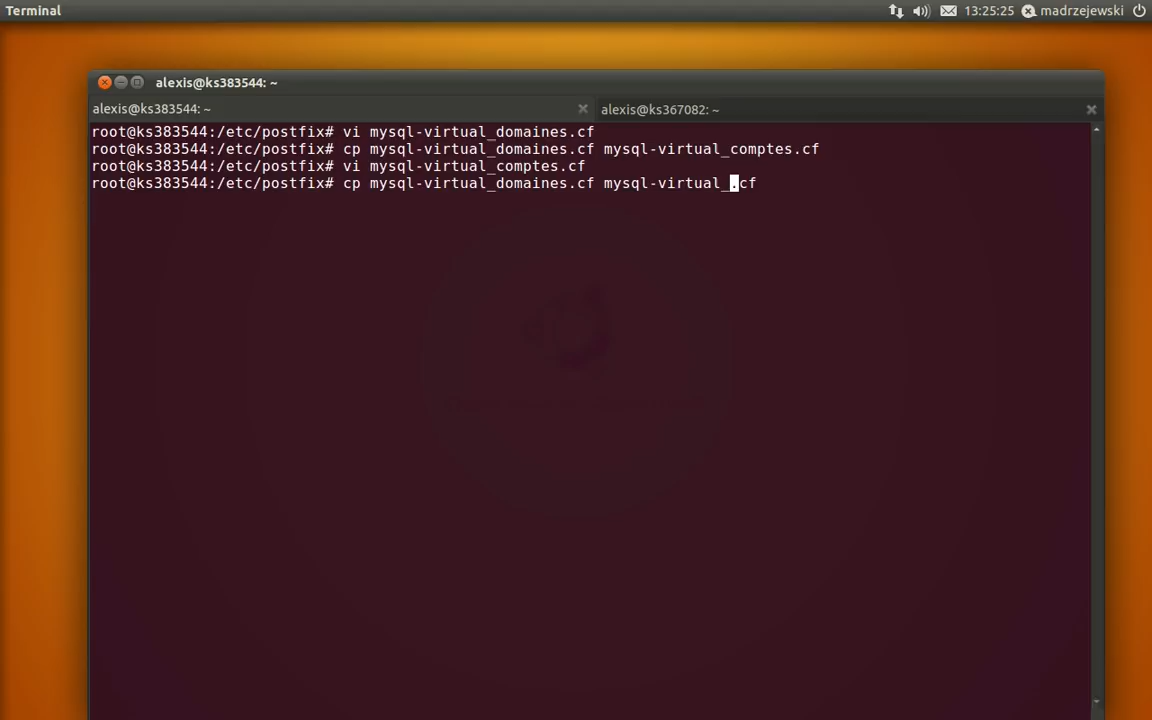 Terminal
13:25:25 madrzejewski
alexis@ks383544: ~
alexis@ks383544: ~
alexis@ks367082: ~
root@ks383544:/etc/postfix# vi mysql-virtual_domaines.cf
root@ks383544:/etc/postfix# cp mysql-virtual_domaines.cf mysql-virtual_comptes.cf
root@ks383544:/etc/postfix# vi mysql-virtual_comptes.cf
root@ks383544:/etc/postfix# cp mysql-virtual_domaines.cf mysql-virtual_.cf